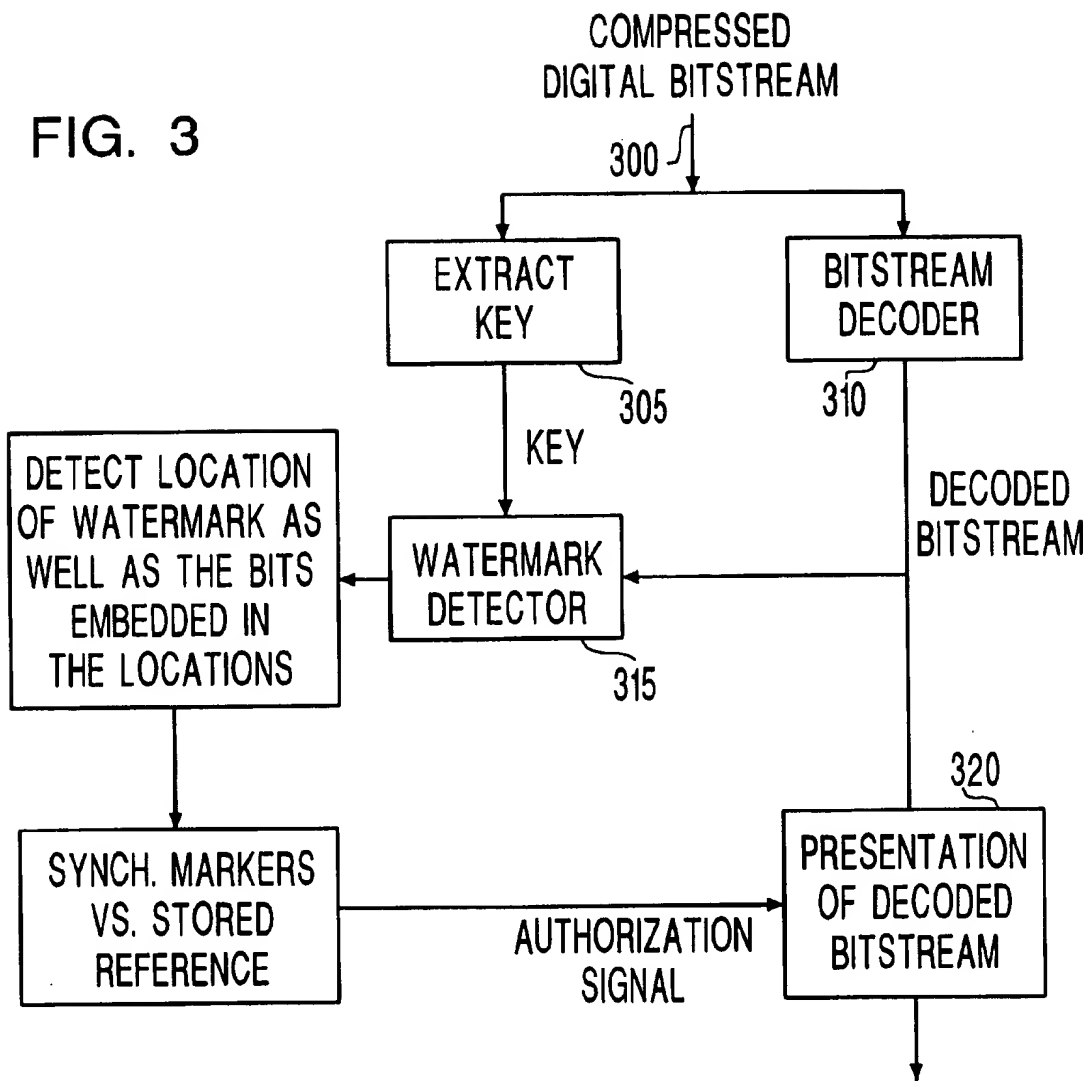 COMPRESSED
DIGITAL BITSTREAM
FIG. 3
300
EXTRACT
KEY
305
BITSTREAM
DECODER
310
KEY
DECODED
BITSTREAM
DETECT LOCATION
OF WATERMARK AS
WELL AS THE BITS
EMBEDDED IN
THE LOCATIONS
WATERMARK
DETECTOR
315
320
SYNCH. MARKERS
VS. STORED
REFERENCE
AUTHORIZATION
SIGNAL
PRESENTATION
OF DECODED
BITSTREAM